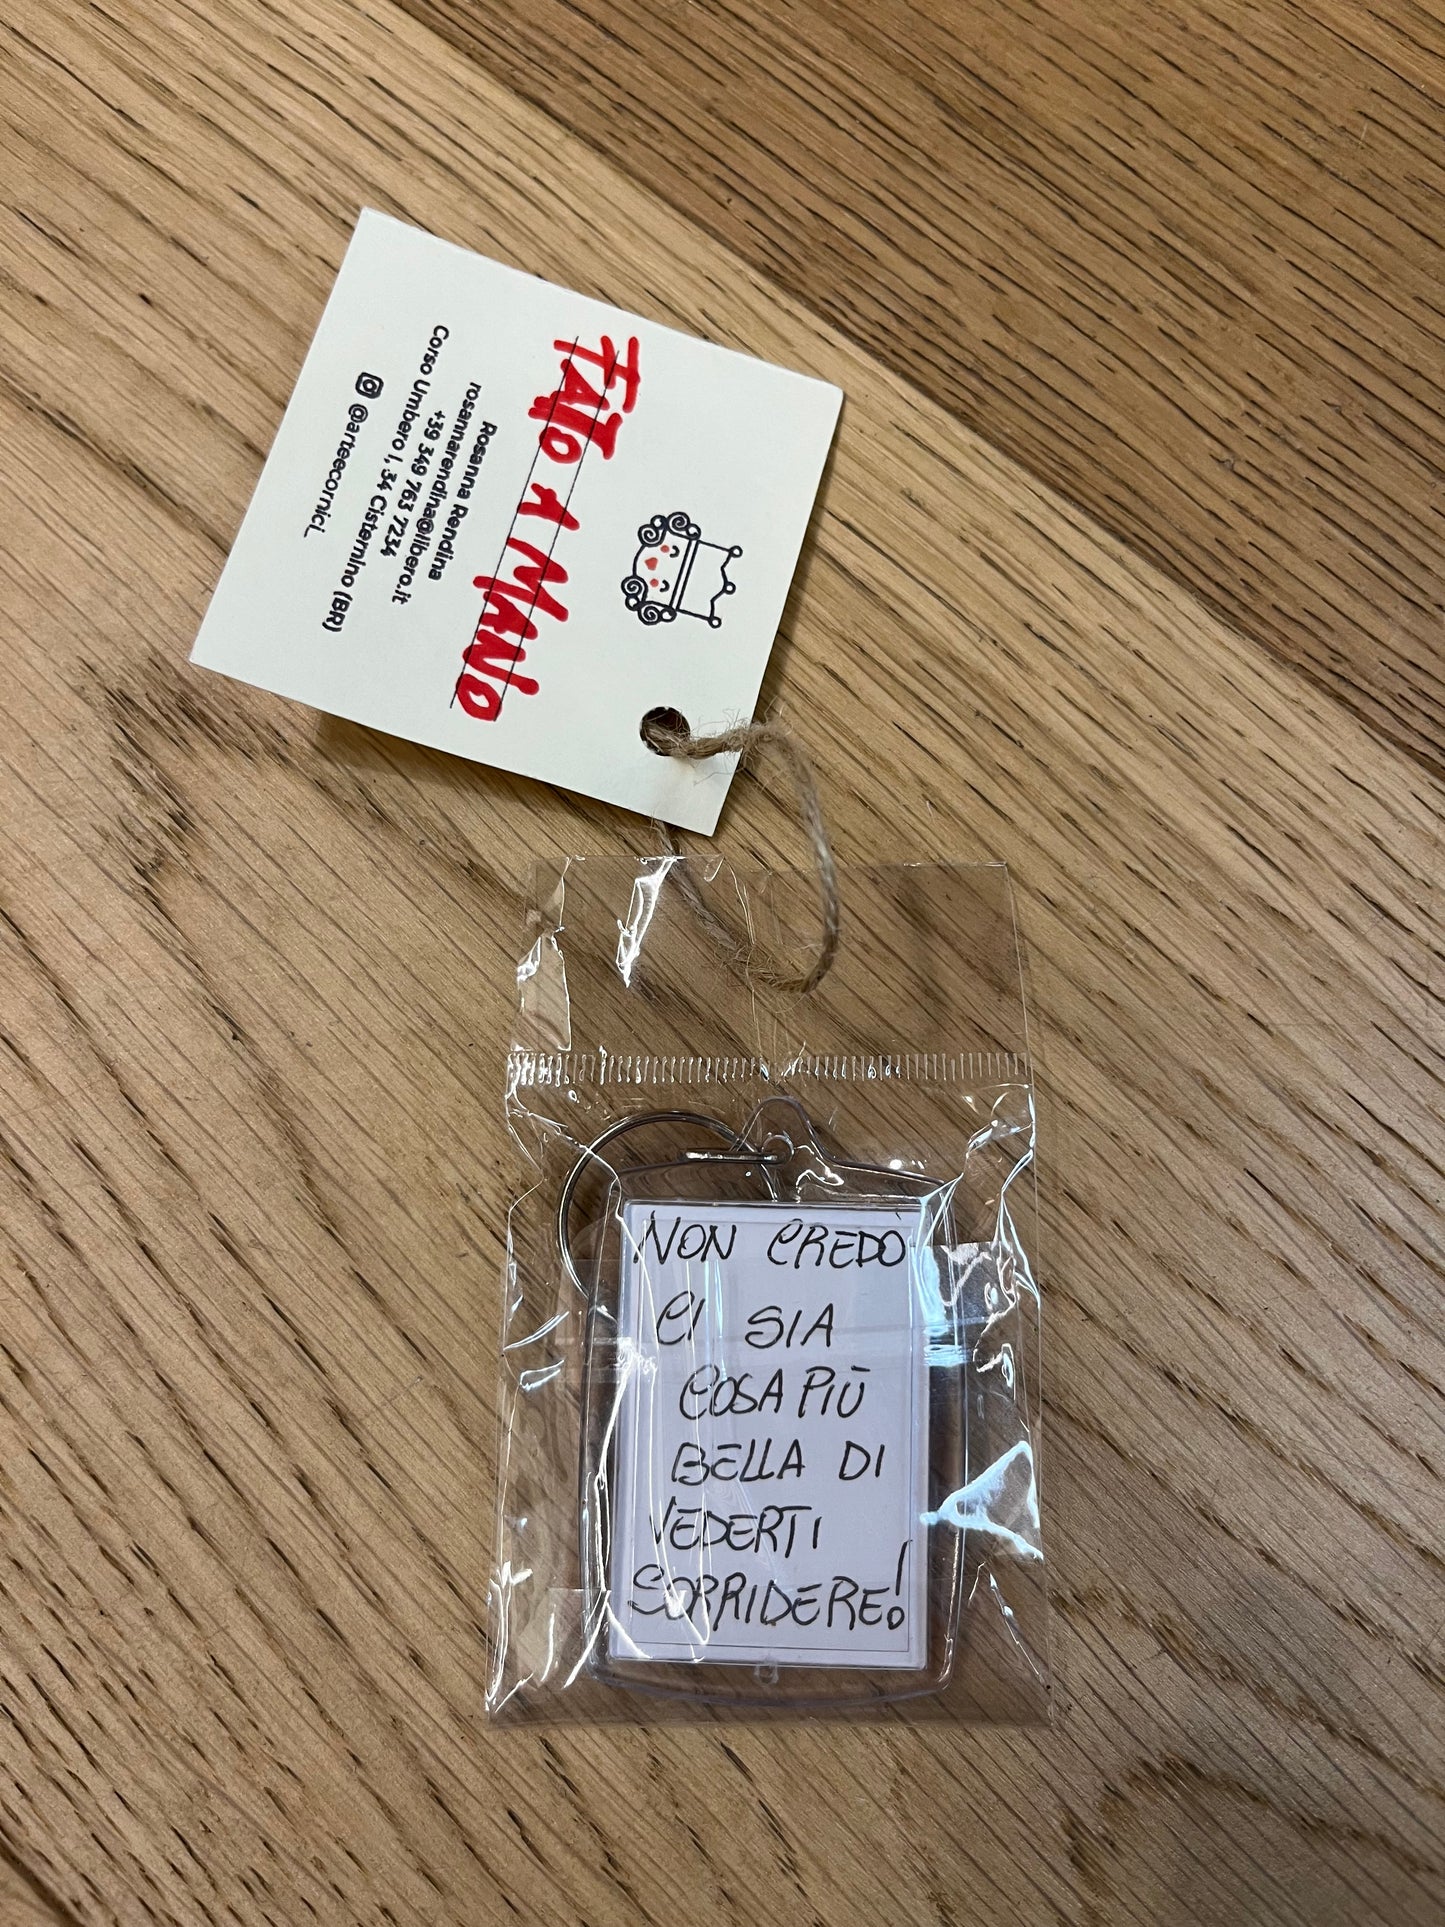 FATTO A MANO
Rosanna Rendina
rosannarendina@libero.it
+39 349 763 7234
Corso Umbero I, 34 Cisternino (BR)
@arteecornici_
NON CREDO
CI SIA
COSA PIÙ
BELLA DI
VEDERTI
SORRIDERE!